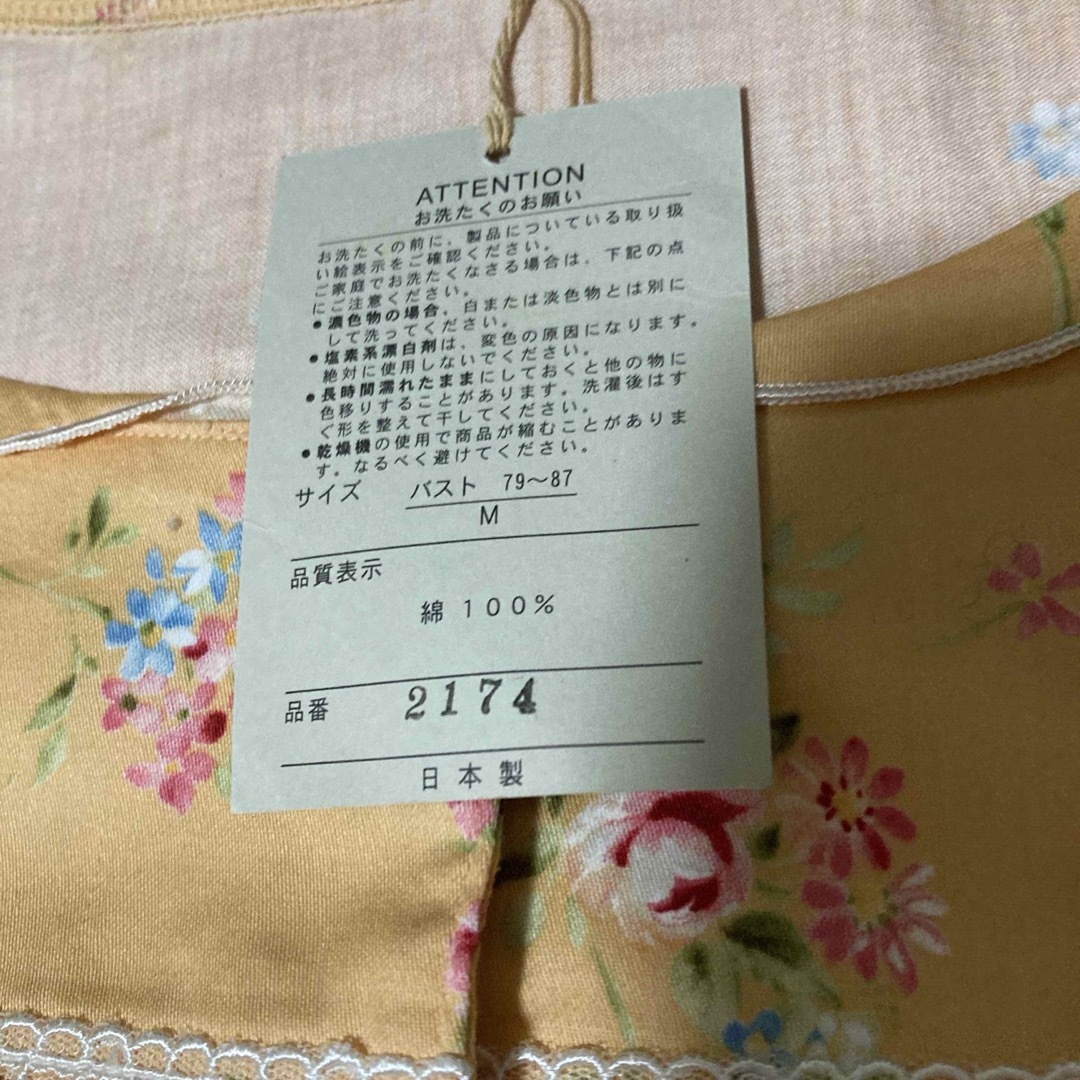 ATTENTION
お洗たくのお願い
お洗たくの前に、製品についている取り扱
い絵表示をご確認ください。
ご家庭でお洗たくなさる場合は、下記の点
にご注意ください。
●濃色物の場合、白または淡色物とは別に
して洗ってください。
●塩素系漂白剤は、変色の原因になります。
絶対に使用しないでください。
●長時間濡れたままにしておくと他の物に
色移りすることがあります。洗濯後はす
ぐ形を整えて干してください。
●乾燥機の使用で商品が縮むことがありま
す。なるべく避けてください。
サイズ バスト 79～87
M
品質表示
綿 100%
品番 2174
日本製